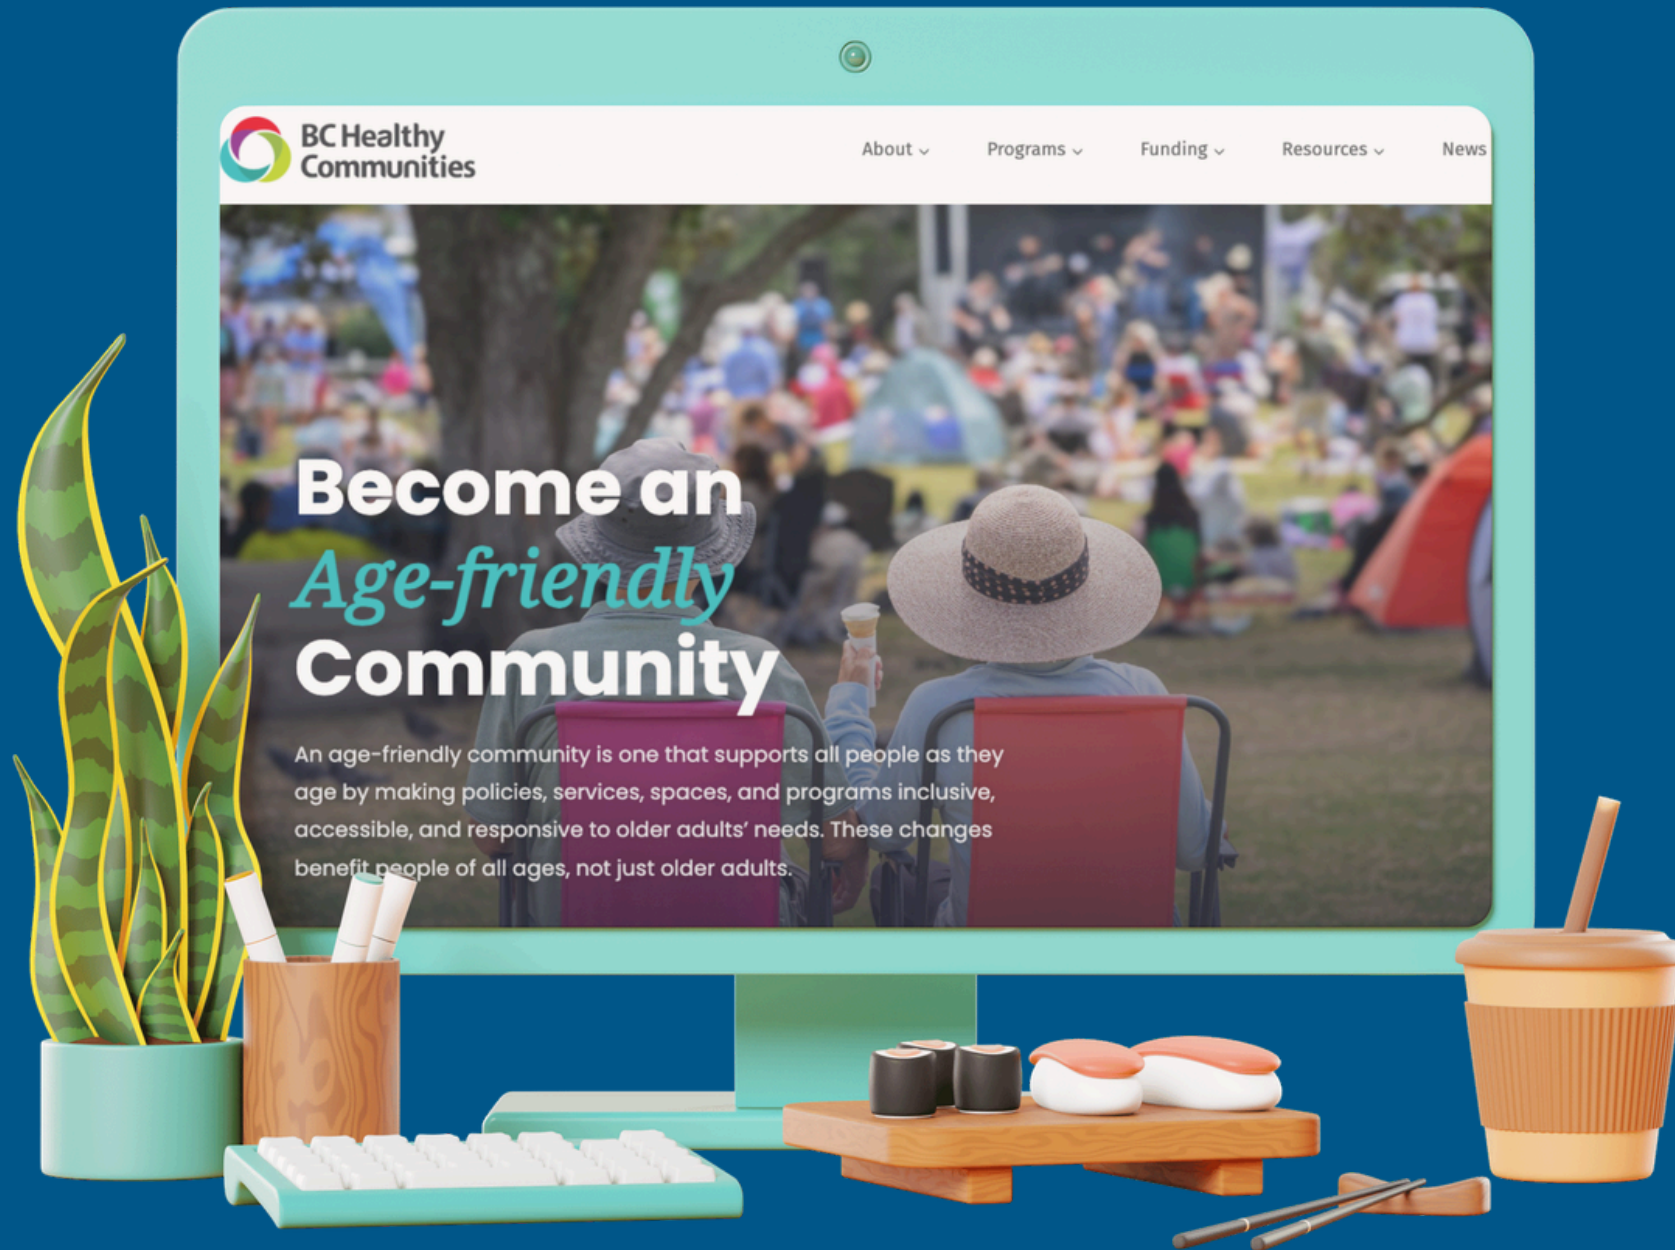 BC Healthy
Communities
About
Programs
Funding
Resources
News
Become an
Age-friendly
Community
An age-friendly community is one that supports all people as they
age by making policies, services, spaces, and programs inclusive,
accessible, and responsive to older adults’ needs. These changes
benefit people of all ages, not just older adults.